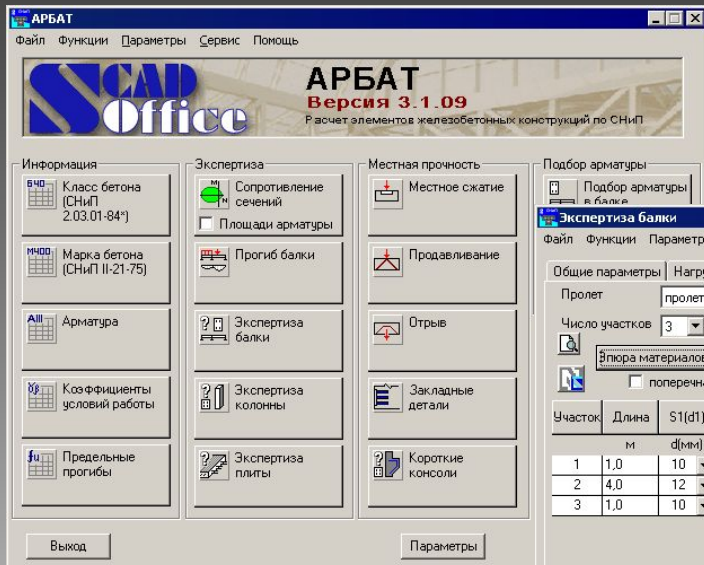 АРБАТ
Файл Функции Параметры Сервис Помощь
SCAD
Office
АРБАТ
Версия 3.1.09
Расчет элементов железобетонных конструкций по СНиП
Информация
БЧ0
Класс бетона
(СНиП
2.03.01-84*)
МЧ00
Марка бетона
(СНиП II-21-75)
AIII
Арматура
Коэффициенты
условий работы
fu
Предельные
прогибы
Экспертиза
Сопротивление
сечений
Площади арматуры
Прогиб балки
Экспертиза
балки
Экспертиза
колонны
Экспертиза
плиты
Местная прочность
Местное сжатие
Продавливание
Отрыв
Закладные
детали
Короткие
консоли
Подбор арматуры
Подбор арматуры
в балке
Экспертиза балки
Файл Функции Параметр
Общие параметры Нагру
Пролет пролет
Число участков 3
Эпюра материалов
поперечн
Участок Длина S1(d1)
м d(мм)
1 1,0 10
2 4,0 12
3 1,0 10
Выход
Параметры